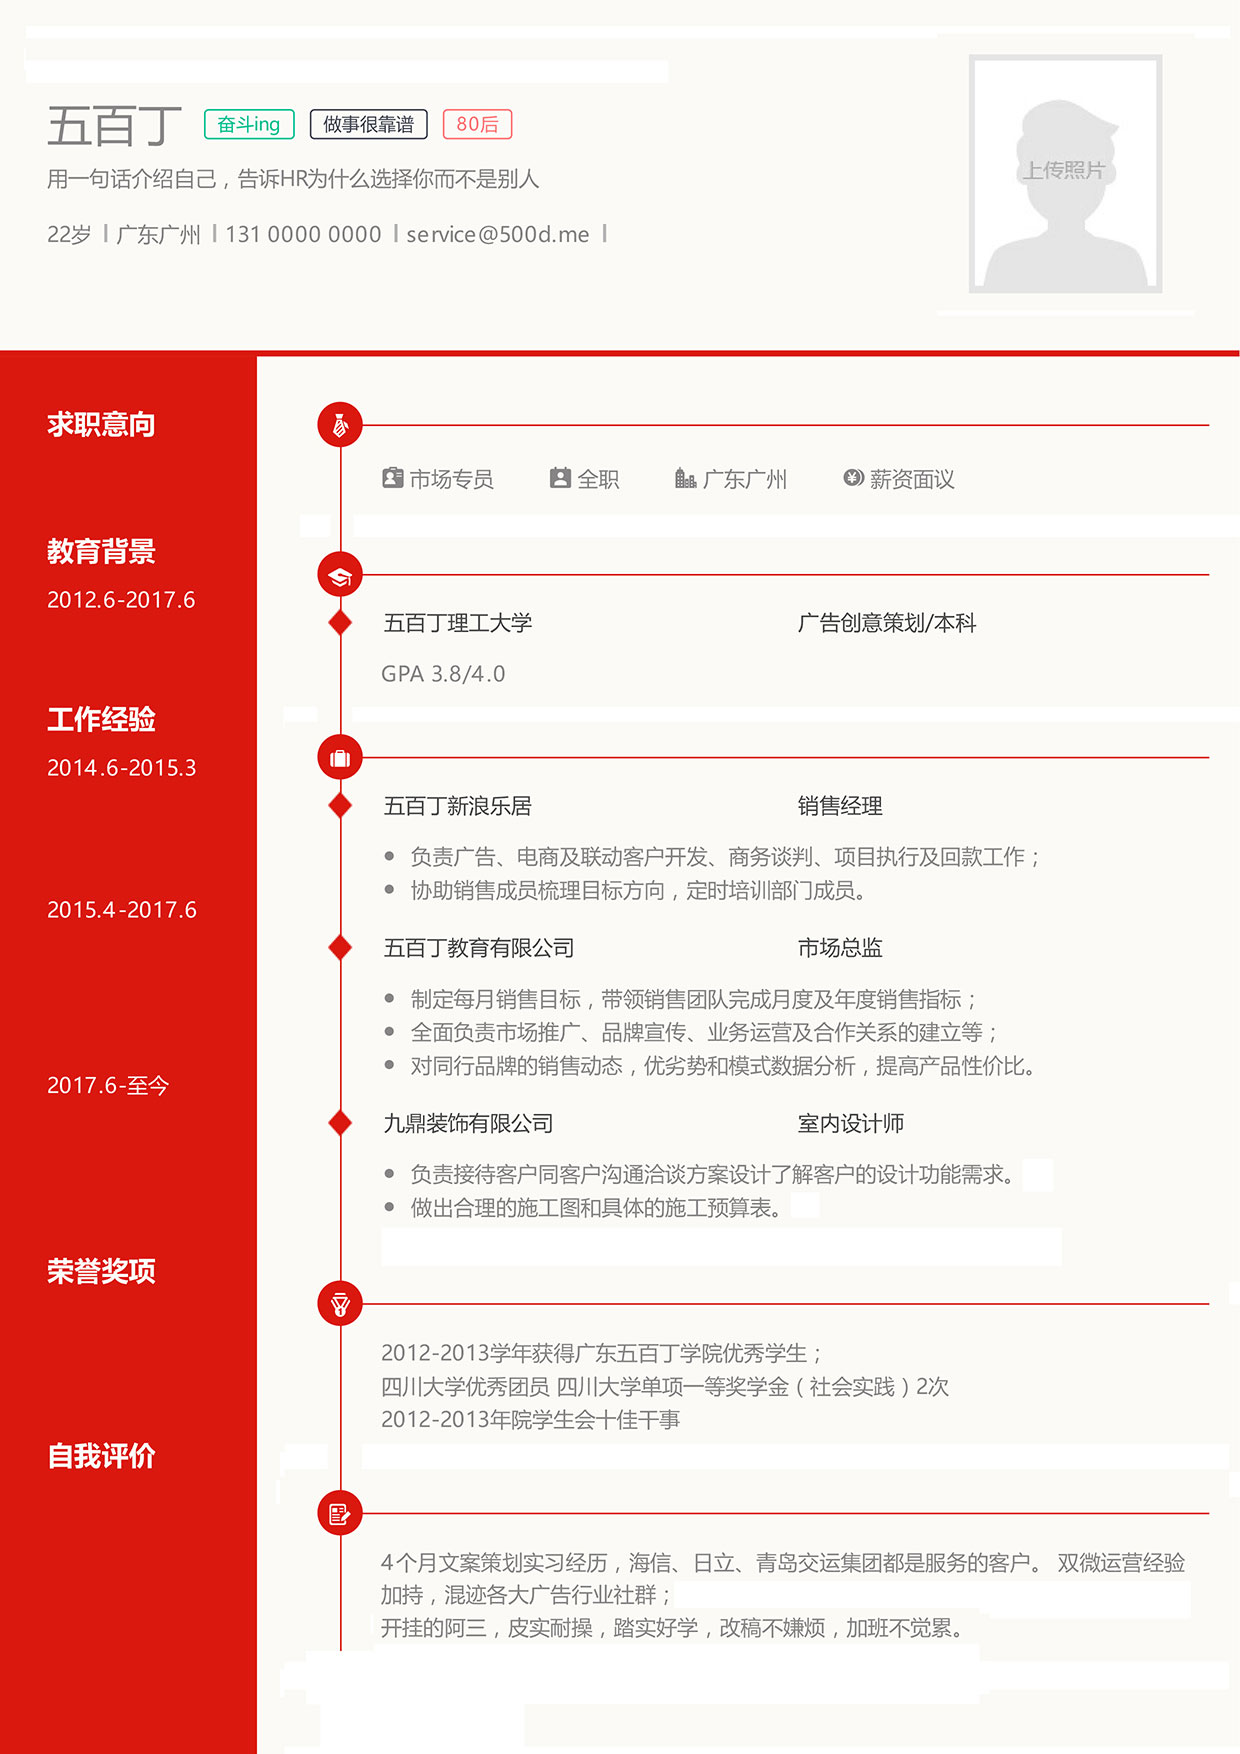 五百丁 奋斗ing 做事很靠谱 80后
用一句话介绍自己，告诉HR为什么选择你而不是别人
22岁 | 广东广州 | 131 0000 0000 | service@500d.me |
上传照片
求职意向
市场专员 全职 广东广州 薪资面议
教育背景
2012.6-2017.6
五百丁理工大学 广告创意策划/本科
GPA 3.8/4.0
工作经验
2014.6-2015.3
五百丁新浪乐居 销售经理
• 负责广告、电商及联动客户开发、商务谈判、项目执行及回款工作；
• 协助销售成员梳理目标方向，定时培训部门成员。
2015.4-2017.6
五百丁教育有限公司 市场总监
• 制定每月销售目标，带领销售团队完成月度及年度销售指标；
• 全面负责市场推广、品牌宣传、业务运营及合作关系的建立等；
• 对同行品牌的销售动态，优劣势和模式数据分析，提高产品性价比。
2017.6-至今
九鼎装饰有限公司 室内设计师
• 负责接待客户同客户沟通洽谈方案设计了解客户的设计功能需求。
• 做出合理的施工图和具体的施工预算表。
荣誉奖项
2012-2013学年获得广东五百丁学院优秀学生；
四川大学优秀团员 四川大学单项一等奖学金（社会实践）2次
2012-2013年院学生会十佳干事
自我评价
4个月文案策划实习经历，海信、日立、青岛交运集团都是服务的客户。 双微运营经验
加持，混迹各大广告行业社群；
开挂的阿三，皮实耐操，踏实好学，改稿不嫌烦，加班不觉累。